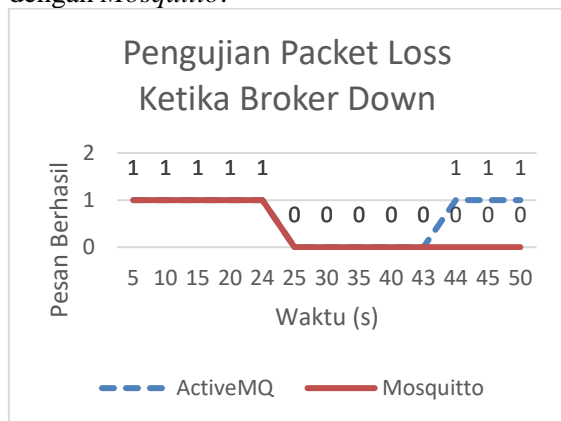 dengan Mosquitto.
Pengujian Packet Loss
Ketika Broker Down
Pesan Berhasil
2
1
0
1 1 1 1 1 1 1 1
0 0 0 0 0 0 0 0
5 10 15 20 24 25 30 35 40 43 44 45 50
Waktu (s)
ActiveMQ Mosquitto